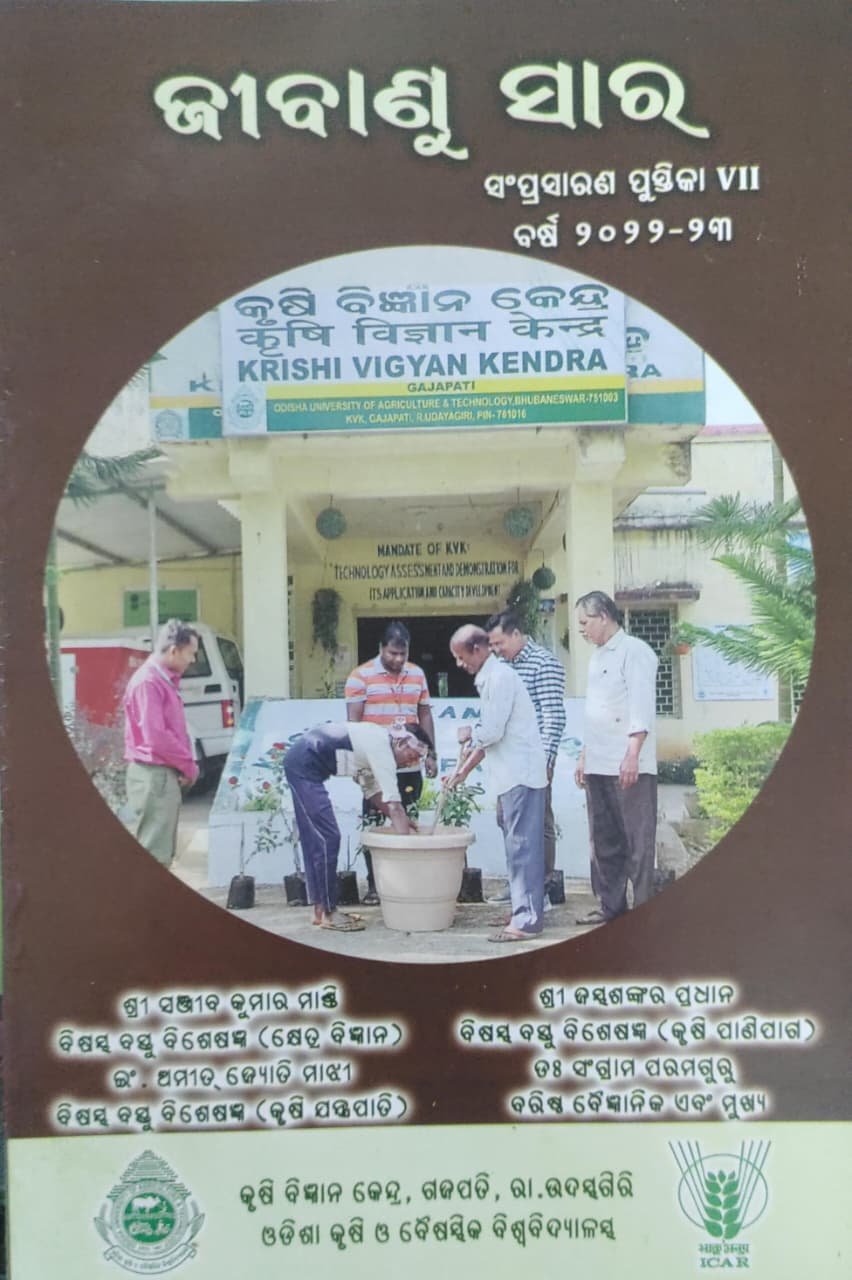 ଜୀବାଣୁ ସାର
ସଂପ୍ରସାରଣ ପୁସ୍ତିକା VII
ବର୍ଷ ୨୦୨୨-୨୩
କୃଷି ବିଜ୍ଞାନ କେନ୍ଦ୍ର
कृषि विज्ञान केन्द्र
KRISHI VIGYAN KENDRA
GAJAPATI
ODISHA UNIVERSITY OF AGRICULTURE & TECHNOLOGY,BHUBANESWAR-751003
KVK, GAJAPATI, R.UDAYAGIRI, PIN- 761016
MANDATE OF KVK:
TECHNOLOGY ASSESSMENT AND DEMONSTRATION FOR
ITS APPLICATION AND CAPACITY DEVELOPMENT
ଶ୍ରୀ ସଞ୍ଜୀବ କୁମାର ମାଣ୍ଡି
ବିଷୟ ବସ୍ତୁ ବିଶେଷଜ୍ଞ (କ୍ଷେତ୍ର ବିଜ୍ଞାନ)
ଇଂ. ଅମୀତ୍ ଜ୍ୟୋତି ମାଝୀ
ବିଷୟ ବସ୍ତୁ ବିଶେଷଜ୍ଞ (କୃଷି ଯନ୍ତ୍ରପାତି)
ଶ୍ରୀ ଜୟଶଙ୍କର ପ୍ରଧାନ
ବିଷୟ ବସ୍ତୁ ବିଶେଷଜ୍ଞ (କୃଷି ପାଣିପାଗ)
ଡଃ ସଂଗ୍ରାମ ପରମଗୁରୁ
ବରିଷ୍ଠ ବୈଜ୍ଞାନିକ ଏବଂ ମୁଖ୍ୟ
କୃଷି ବିଜ୍ଞାନ କେନ୍ଦ୍ର, ଗଜପତି, ରା.ଉଦୟଗିରି
ଓଡିଶା କୃଷି ଓ ବୈଷୟିକ ବିଶ୍ୱବିଦ୍ୟାଳୟ
भाकृअनुप
ICAR